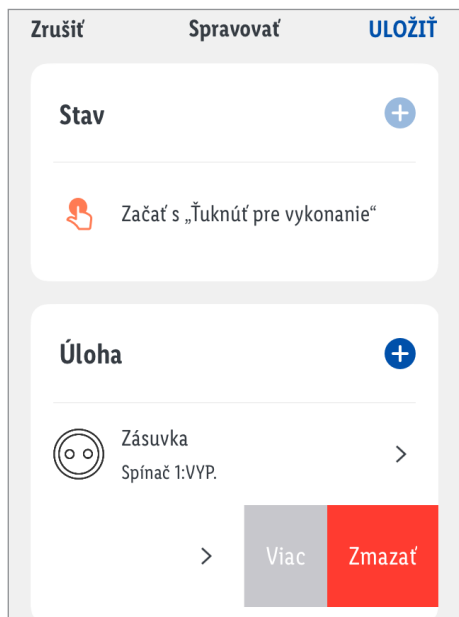 Zrušiť Spravovať ULOŽIŤ
Stav
Začať s „Ťuknúť pre vykonanie“
Úloha
Zásuvka
Spínač 1:VYP.
Viac Zmazať